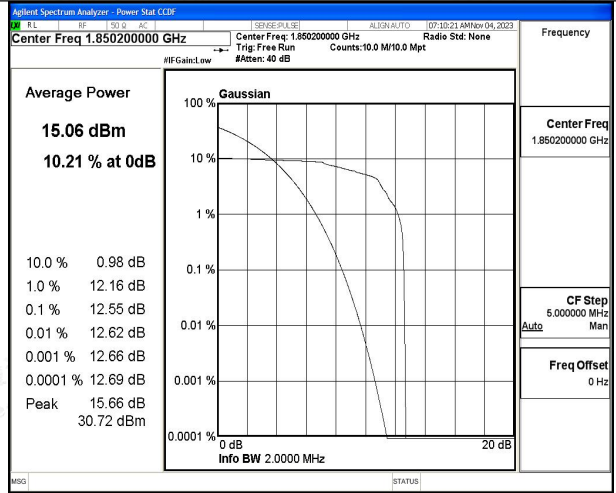 Agilent Spectrum Analyzer - Power Stat CCDF
RL RF 50 Ω AC SENSE:PULSE ALIGN AUTO 07:10:21 AM Nov 04, 2023
Center Freq 1.850200000 GHz
Center Freq: 1.850200000 GHz Radio Std: None
Trig: Free Run Counts:10.0 M/10.0 Mpt
#IFGain:Low #Atten: 40 dB
Frequency
Average Power
15.06 dBm
10.21 % at 0dB
10.0 % 0.98 dB
1.0 % 12.16 dB
0.1 % 12.55 dB
0.01 % 12.62 dB
0.001 % 12.66 dB
0.0001 % 12.69 dB
Peak 15.66 dB
30.72 dBm
Gaussian
100 %
10 %
1 %
0.1 %
0.01 %
0.001 %
0.0001 %
0 dB 20 dB
Info BW 2.0000 MHz
Center Freq
1.850200000 GHz
CF Step
5.000000 MHz
Auto Man
Freq Offset
0 Hz
MSG STATUS